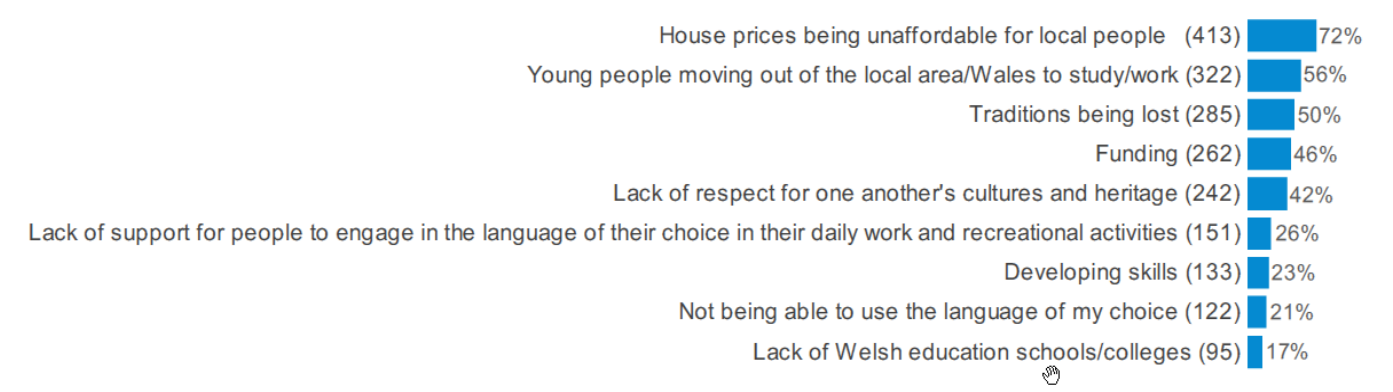 House prices being unaffordable for local people (413) 72%
Young people moving out of the local area/Wales to study/work (322) 56%
Traditions being lost (285) 50%
Funding (262) 46%
Lack of respect for one another's cultures and heritage (242) 42%
Lack of support for people to engage in the language of their choice in their daily work and recreational activities (151) 26%
Developing skills (133) 23%
Not being able to use the language of my choice (122) 21%
Lack of Welsh education schools/colleges (95) 17%